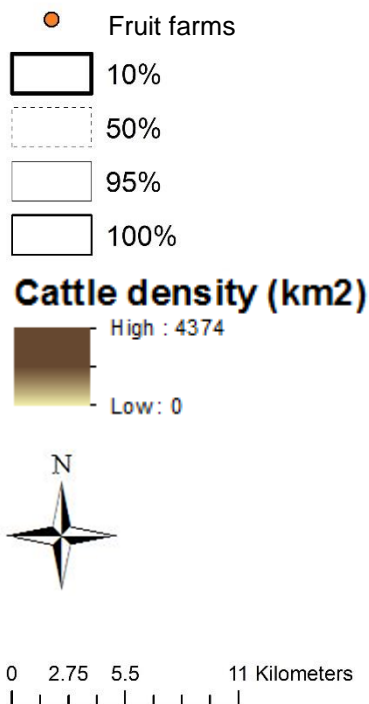 Fruit farms
10%
50%
95%
100%
Cattle density (km2)
High : 4374
Low : 0
N
0 2.75 5.5 11 Kilometers